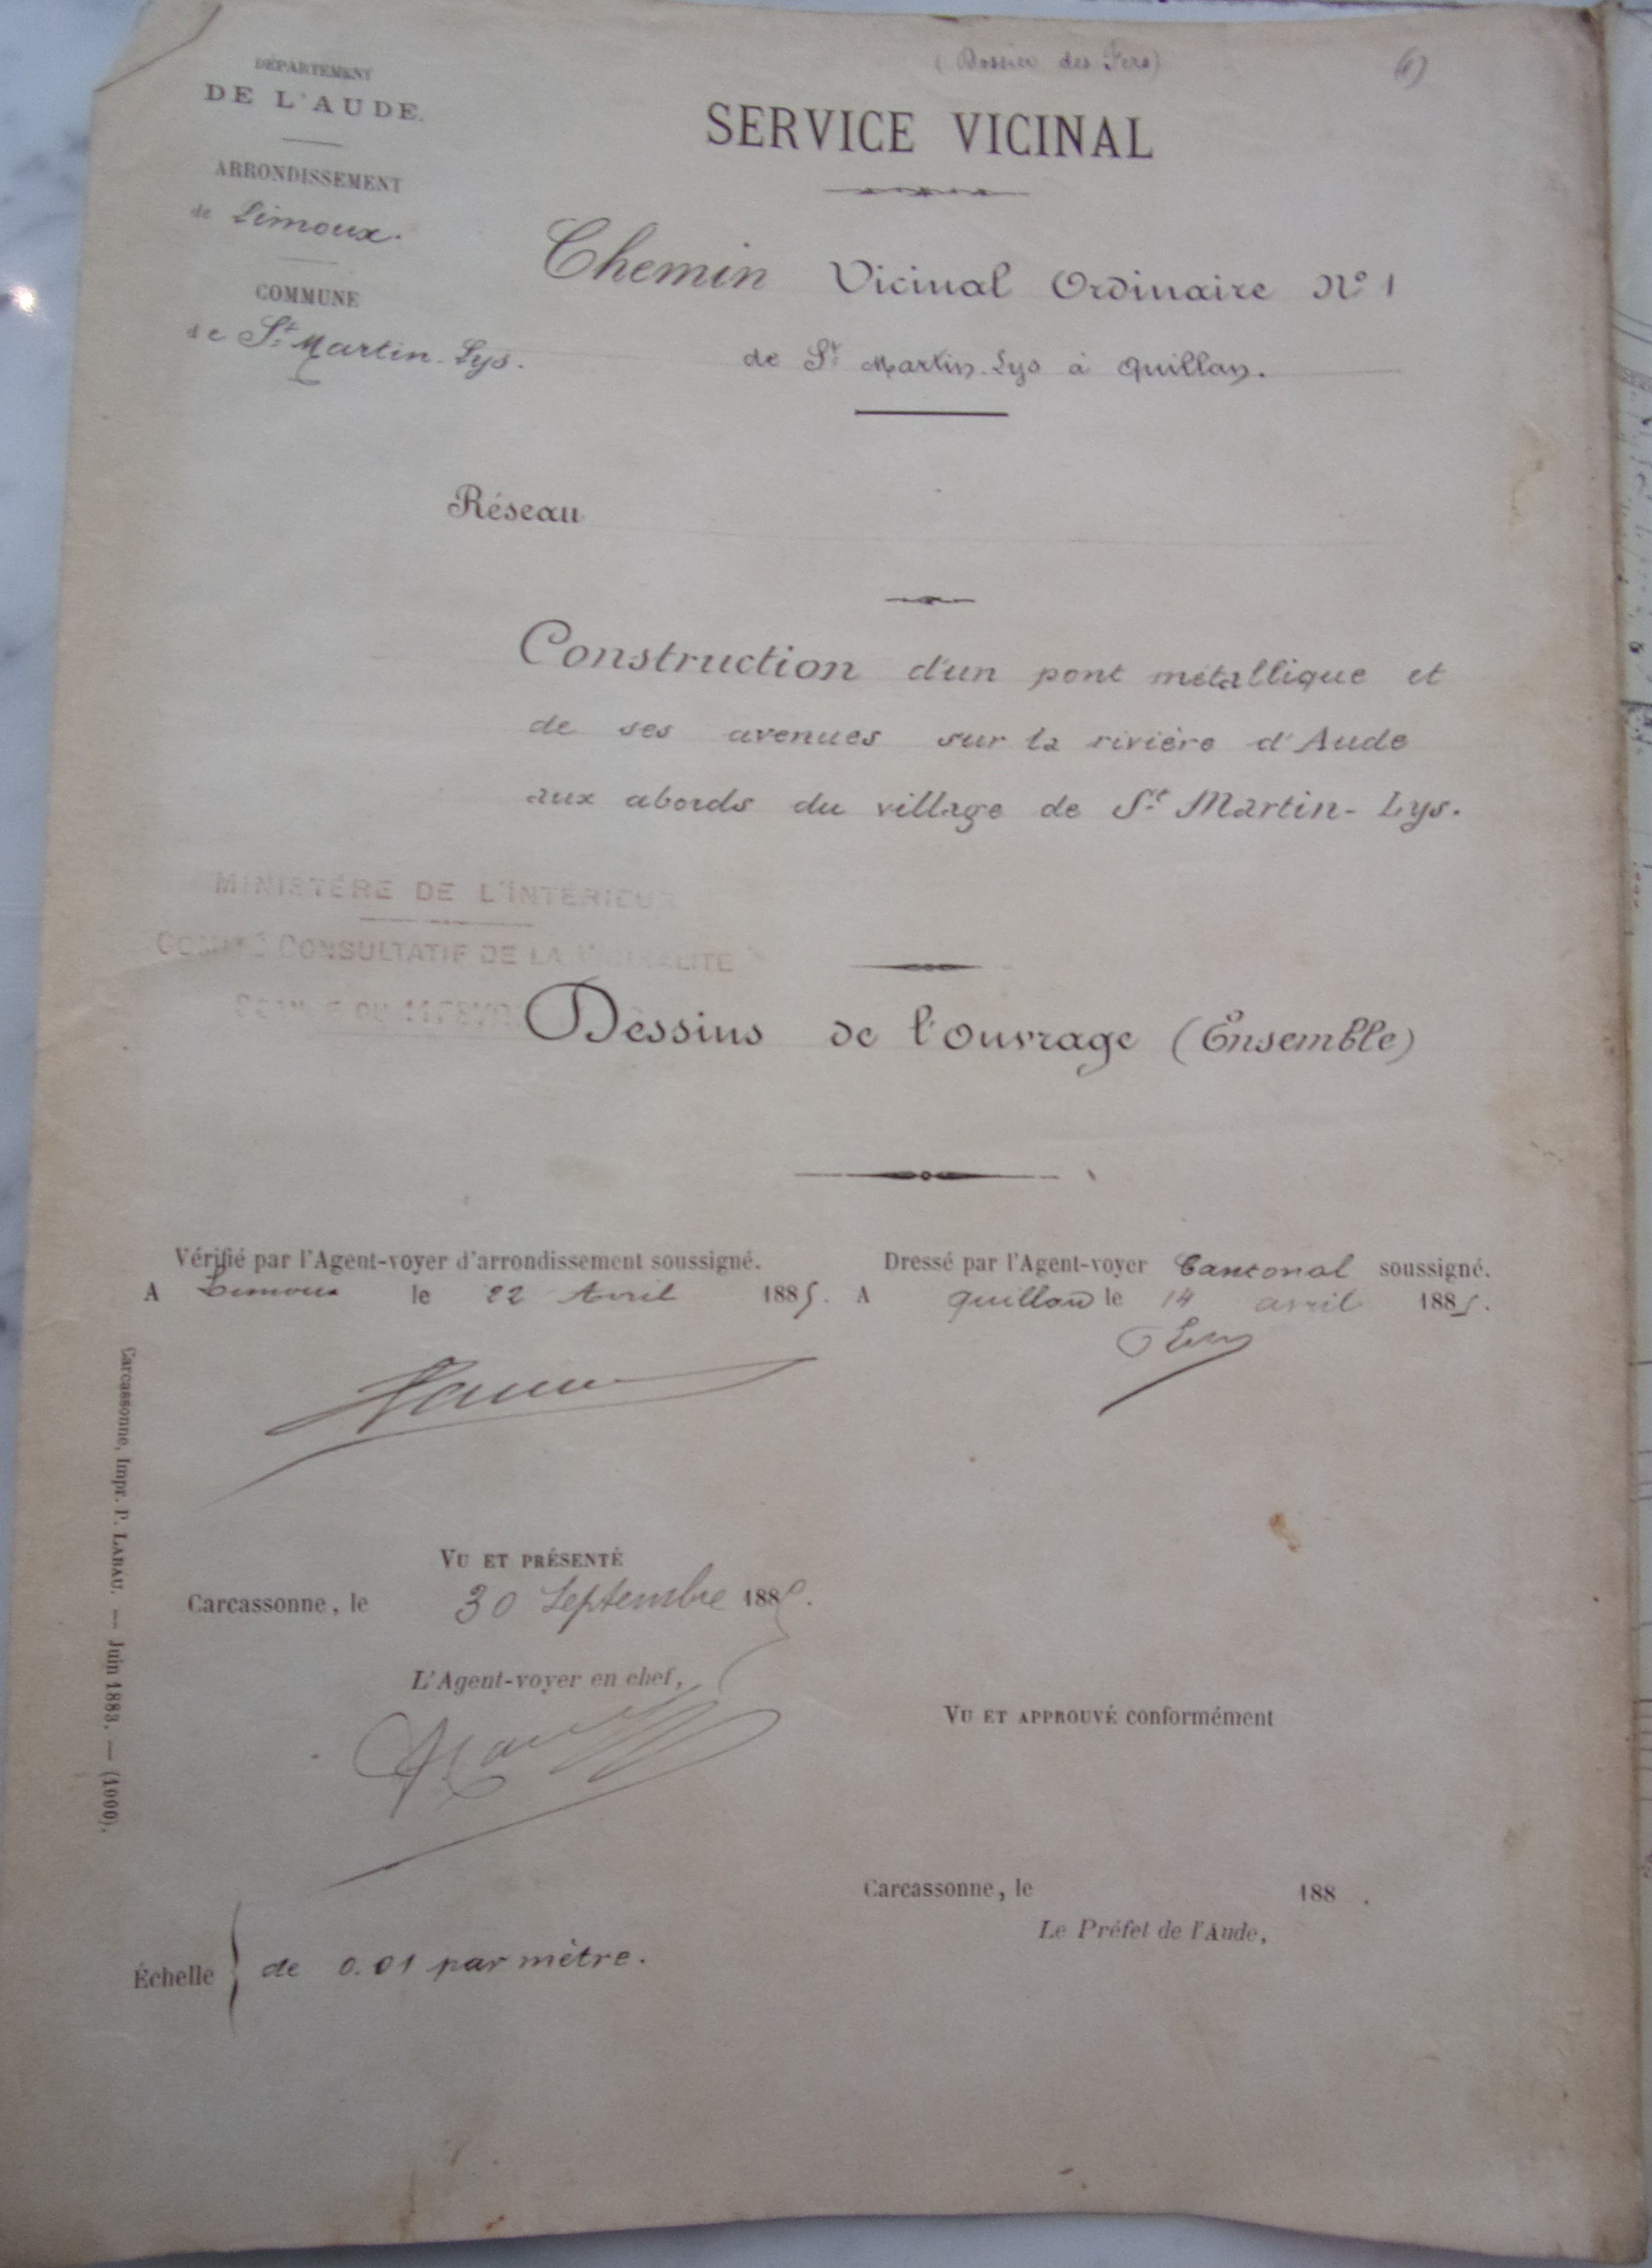 (Dossier des Fers)
DÉPARTEMENT
DE L'AUDE.
SERVICE VICINAL
ARRONDISSEMENT
de Limoux.
Chemin Vicinal Ordinaire N° 1
COMMUNE
de St Martin-Lys.
de St Martin-Lys à Quillan.
Réseau
Construction d'un pont métallique et
de ses avenues sur la rivière d'Aude
aux abords du village de St Martin-Lys.
MINISTÈRE DE L'INTÉRIEUR
COMITÉ CONSULTATIF DE LA VICINALITÉ
Dessins de l'ouvrage (Ensemble)
Vérifié par l'Agent-voyer d'arrondissement soussigné.
A Limoux le 22 Avril 1885.
Dressé par l'Agent-voyer Cantonal soussigné.
A Quillan le 14 avril 1885.
Carcassonne, Impr. P. LABAU. — Juin 1883. — (1000).
VU ET PRÉSENTÉ
Carcassonne, le 30 Septembre 188
L'Agent-voyer en chef,
VU ET APPROUVÉ conformément
Carcassonne, le 188 .
Le Préfet de l'Aude,
Échelle } de 0.01 par mètre.